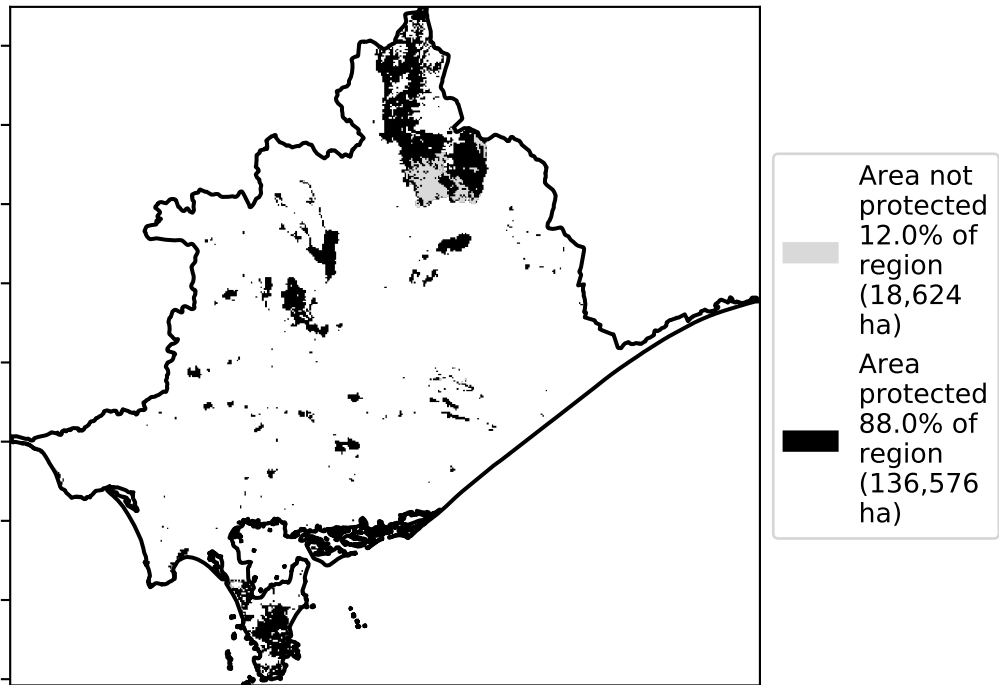 Area not
protected
12.0% of
region
(18,624
ha)
Area
protected
88.0% of
region
(136,576
ha)